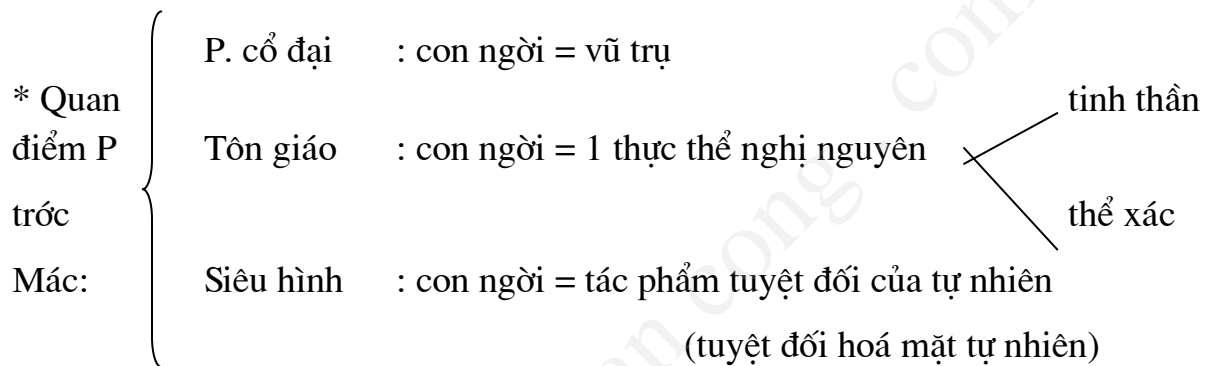 P. cổ đại : con ngời = vũ trụ
* Quan điểm P trớc Mác:
tinh thần
Tôn giáo : con ngời = 1 thực thể nghị nguyên
thể xác
Siêu hình : con ngời = tác phẩm tuyệt đối của tự nhiên
(tuyệt đối hoá mặt tự nhiên)